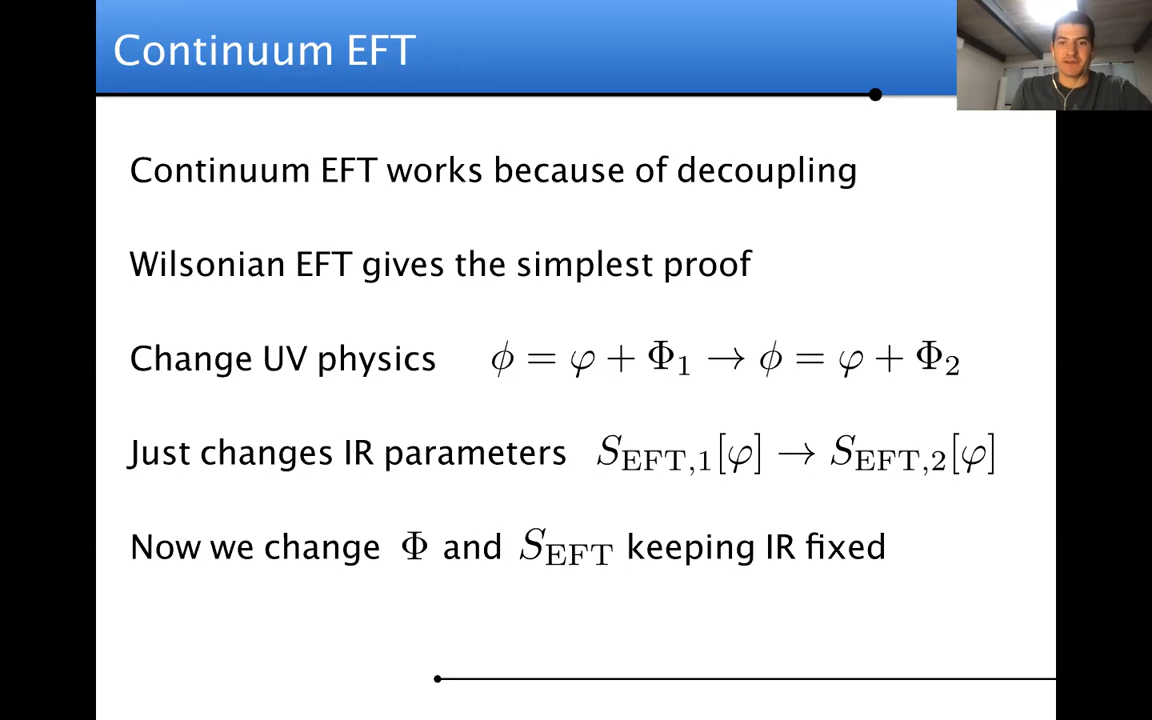 Continuum EFT
Continuum EFT works because of decoupling
Wilsonian EFT gives the simplest proof
Change UV physics ϕ = φ + Φ₁ → ϕ = φ + Φ₂
Just changes IR parameters S_EFT,1[φ] → S_EFT,2[φ]
Now we change Φ and S_EFT keeping IR fixed